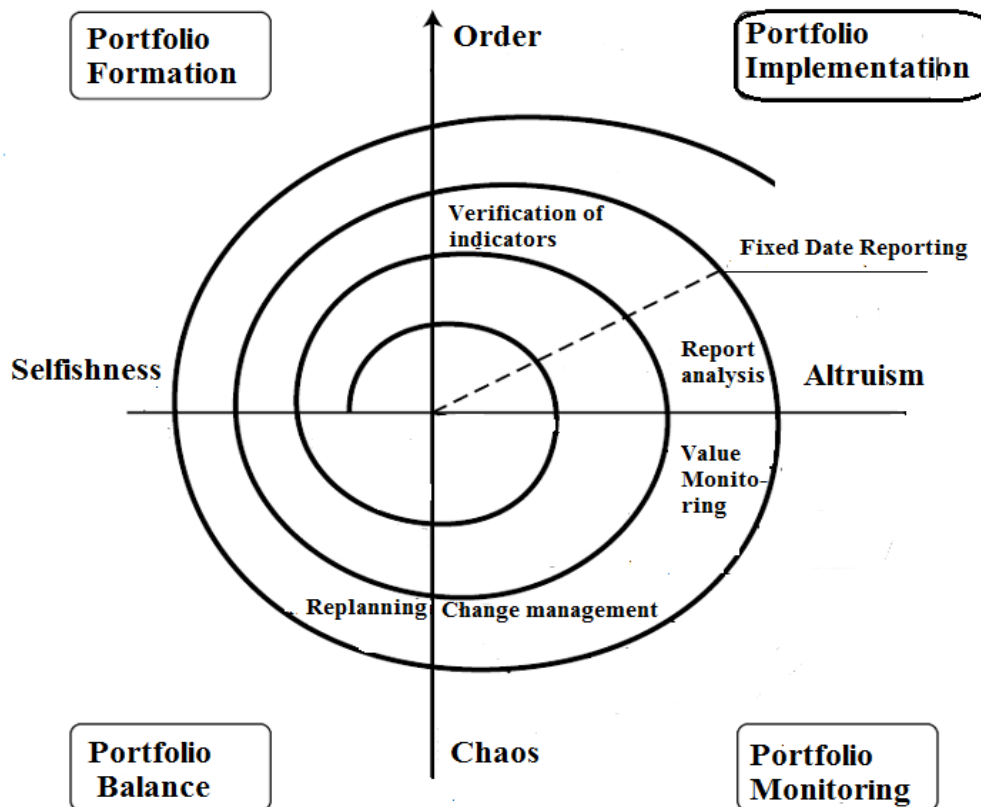 Portfolio
Formation
Order
Portfolio
Implementation
Verification of
indicators
Fixed Date Reporting
Selfishness
Report
analysis
Altruism
Value
Monito-
ring
Replanning
Change management
Portfolio
Balance
Chaos
Portfolio
Monitoring